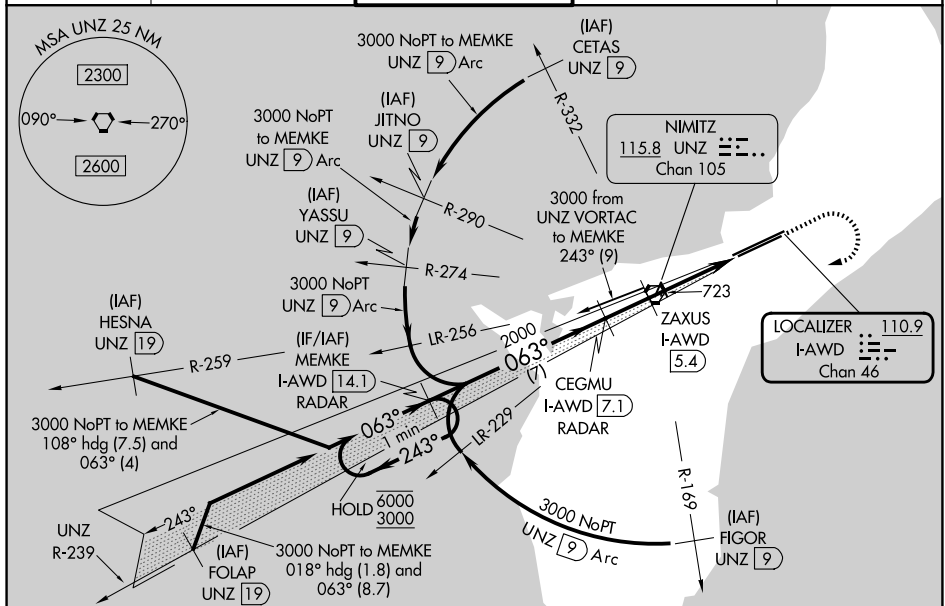 MSA UNZ 25 NM
2300
090°
270°
2600
3000 NoPT to MEMKE
UNZ 9 Arc
(IAF)
CETAS
UNZ 9
R-332
3000 NoPT
to MEMKE
UNZ 9 Arc
(IAF)
JITNO
UNZ 9
R-290
NIMITZ
115.8 UNZ
Chan 105
(IAF)
YASSU
UNZ 9
R-274
3000 from
UNZ VORTAC
to MEMKE
243° (9)
3000 NoPT
UNZ 9 Arc
723
ZAXUS
I-AWD
5.4
LOCALIZER 110.9
I-AWD
Chan 46
(IAF)
HESNA
UNZ 19
R-259
LR-256
2000
063°
(7)
(IF/IAF)
MEMKE
I-AWD 14.1
RADAR
CEGMU
I-AWD 7.1
RADAR
3000 NoPT to MEMKE
108° hdg (7.5) and
063° (4)
063°
1 min
243°
LR-229
HOLD 6000
3000
R-169
3000 NoPT
UNZ 9 Arc
(IAF)
FIGOR
UNZ 9
243°
UNZ
R-239
(IAF)
FOLAP
UNZ 19
3000 NoPT to MEMKE
018° hdg (1.8) and
063° (8.7)